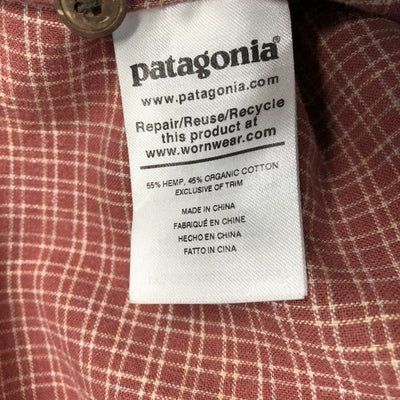 patagonia®
www.patagonia.com
Repair/Reuse/Recycle
this product at
www.wornwear.com
55% HEMP, 45% ORGANIC COTTON
EXCLUSIVE OF TRIM
MADE IN CHINA
FABRIQUÉ EN CHINE
HECHO EN CHINA
FATTO IN CINA